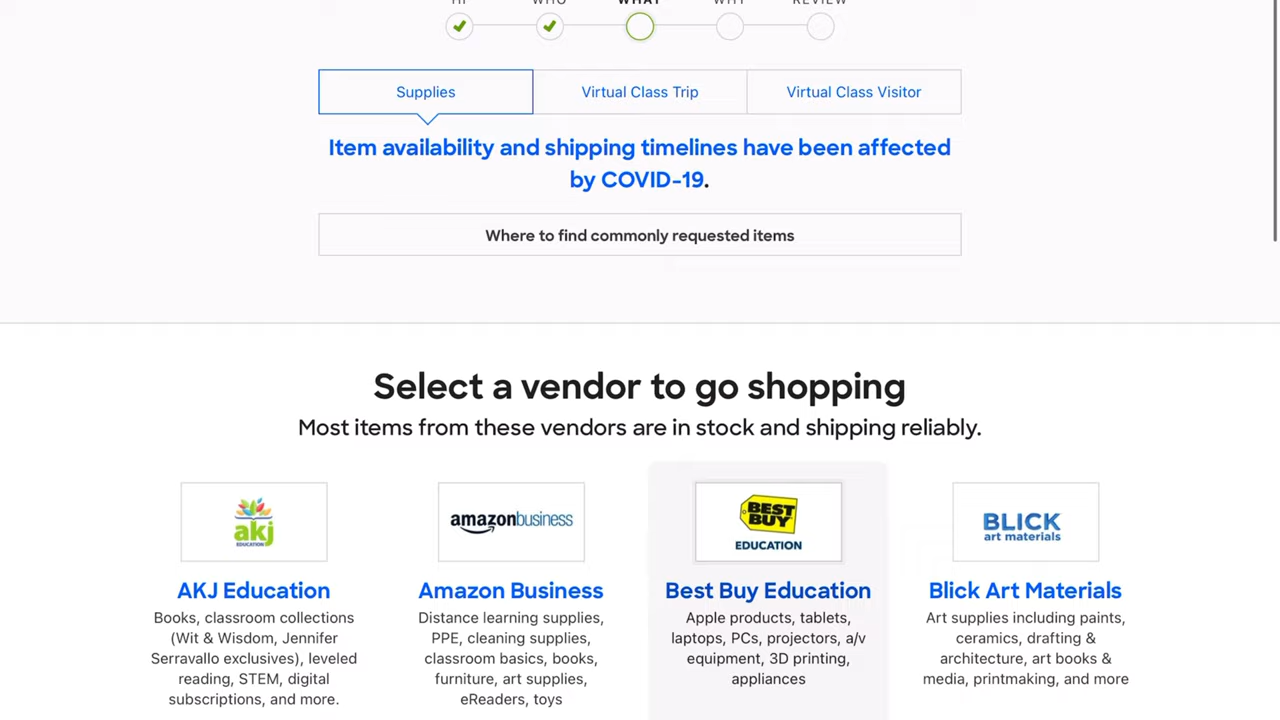 HI WHO WHAT WHY REVIEW
Supplies
Virtual Class Trip
Virtual Class Visitor
Item availability and shipping timelines have been affected
by COVID-19.
Where to find commonly requested items
Select a vendor to go shopping
Most items from these vendors are in stock and shipping reliably.
akj
EDUCATION
AKJ Education
Books, classroom collections
(Wit & Wisdom, Jennifer
Serravallo exclusives), leveled
reading, STEM, digital
subscriptions, and more.
amazonbusiness
Amazon Business
Distance learning supplies,
PPE, cleaning supplies,
classroom basics, books,
furniture, art supplies,
eReaders, toys
BEST
BUY
EDUCATION
Best Buy Education
Apple products, tablets,
laptops, PCs, projectors, a/v
equipment, 3D printing,
appliances
BLICK
art materials
Blick Art Materials
Art supplies including paints,
ceramics, drafting &
architecture, art books &
media, printmaking, and more